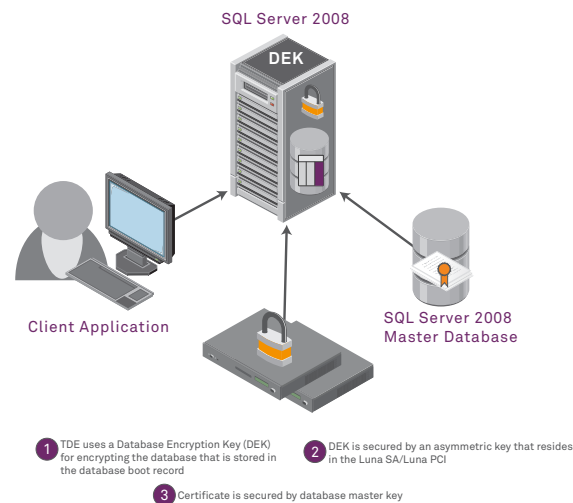 SQL Server 2008
DEK
Client Application
SQL Server 2008
Master Database
1 TDE uses a Database Encryption Key (DEK)
for encrypting the database that is stored in
the database boot record
2 DEK is secured by an asymmetric key that resides
in the Luna SA/Luna PCI
3 Certificate is secured by database master key